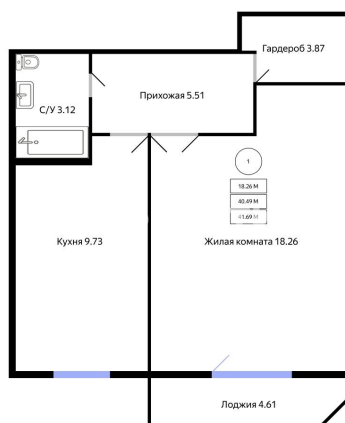 Гардероб 3.87
Прихожая 5.51
С/У 3.12
1
18.26 М
40.49 М
41.69 М
Кухня 9.73
Жилая комната 18.26
Лоджия 4.61